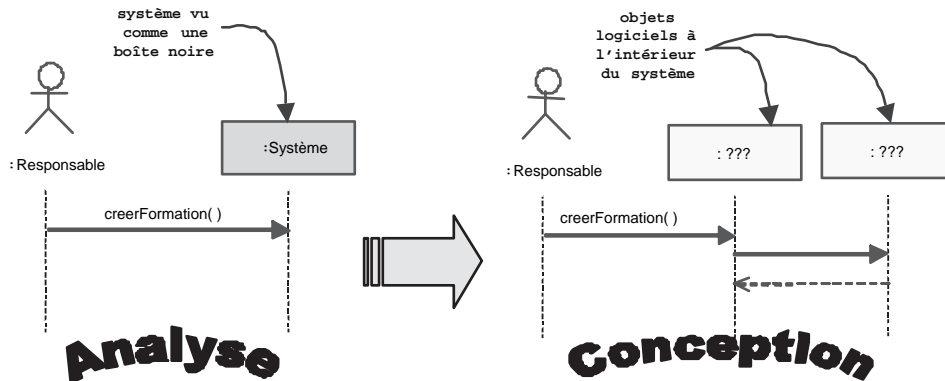 système vu
comme une
boîte noire
:Système
:Responsable
creerFormation( )
Analyse
objets
logiciels à
l'intérieur
du système
: ???
: ???
:Responsable
creerFormation( )
Conception